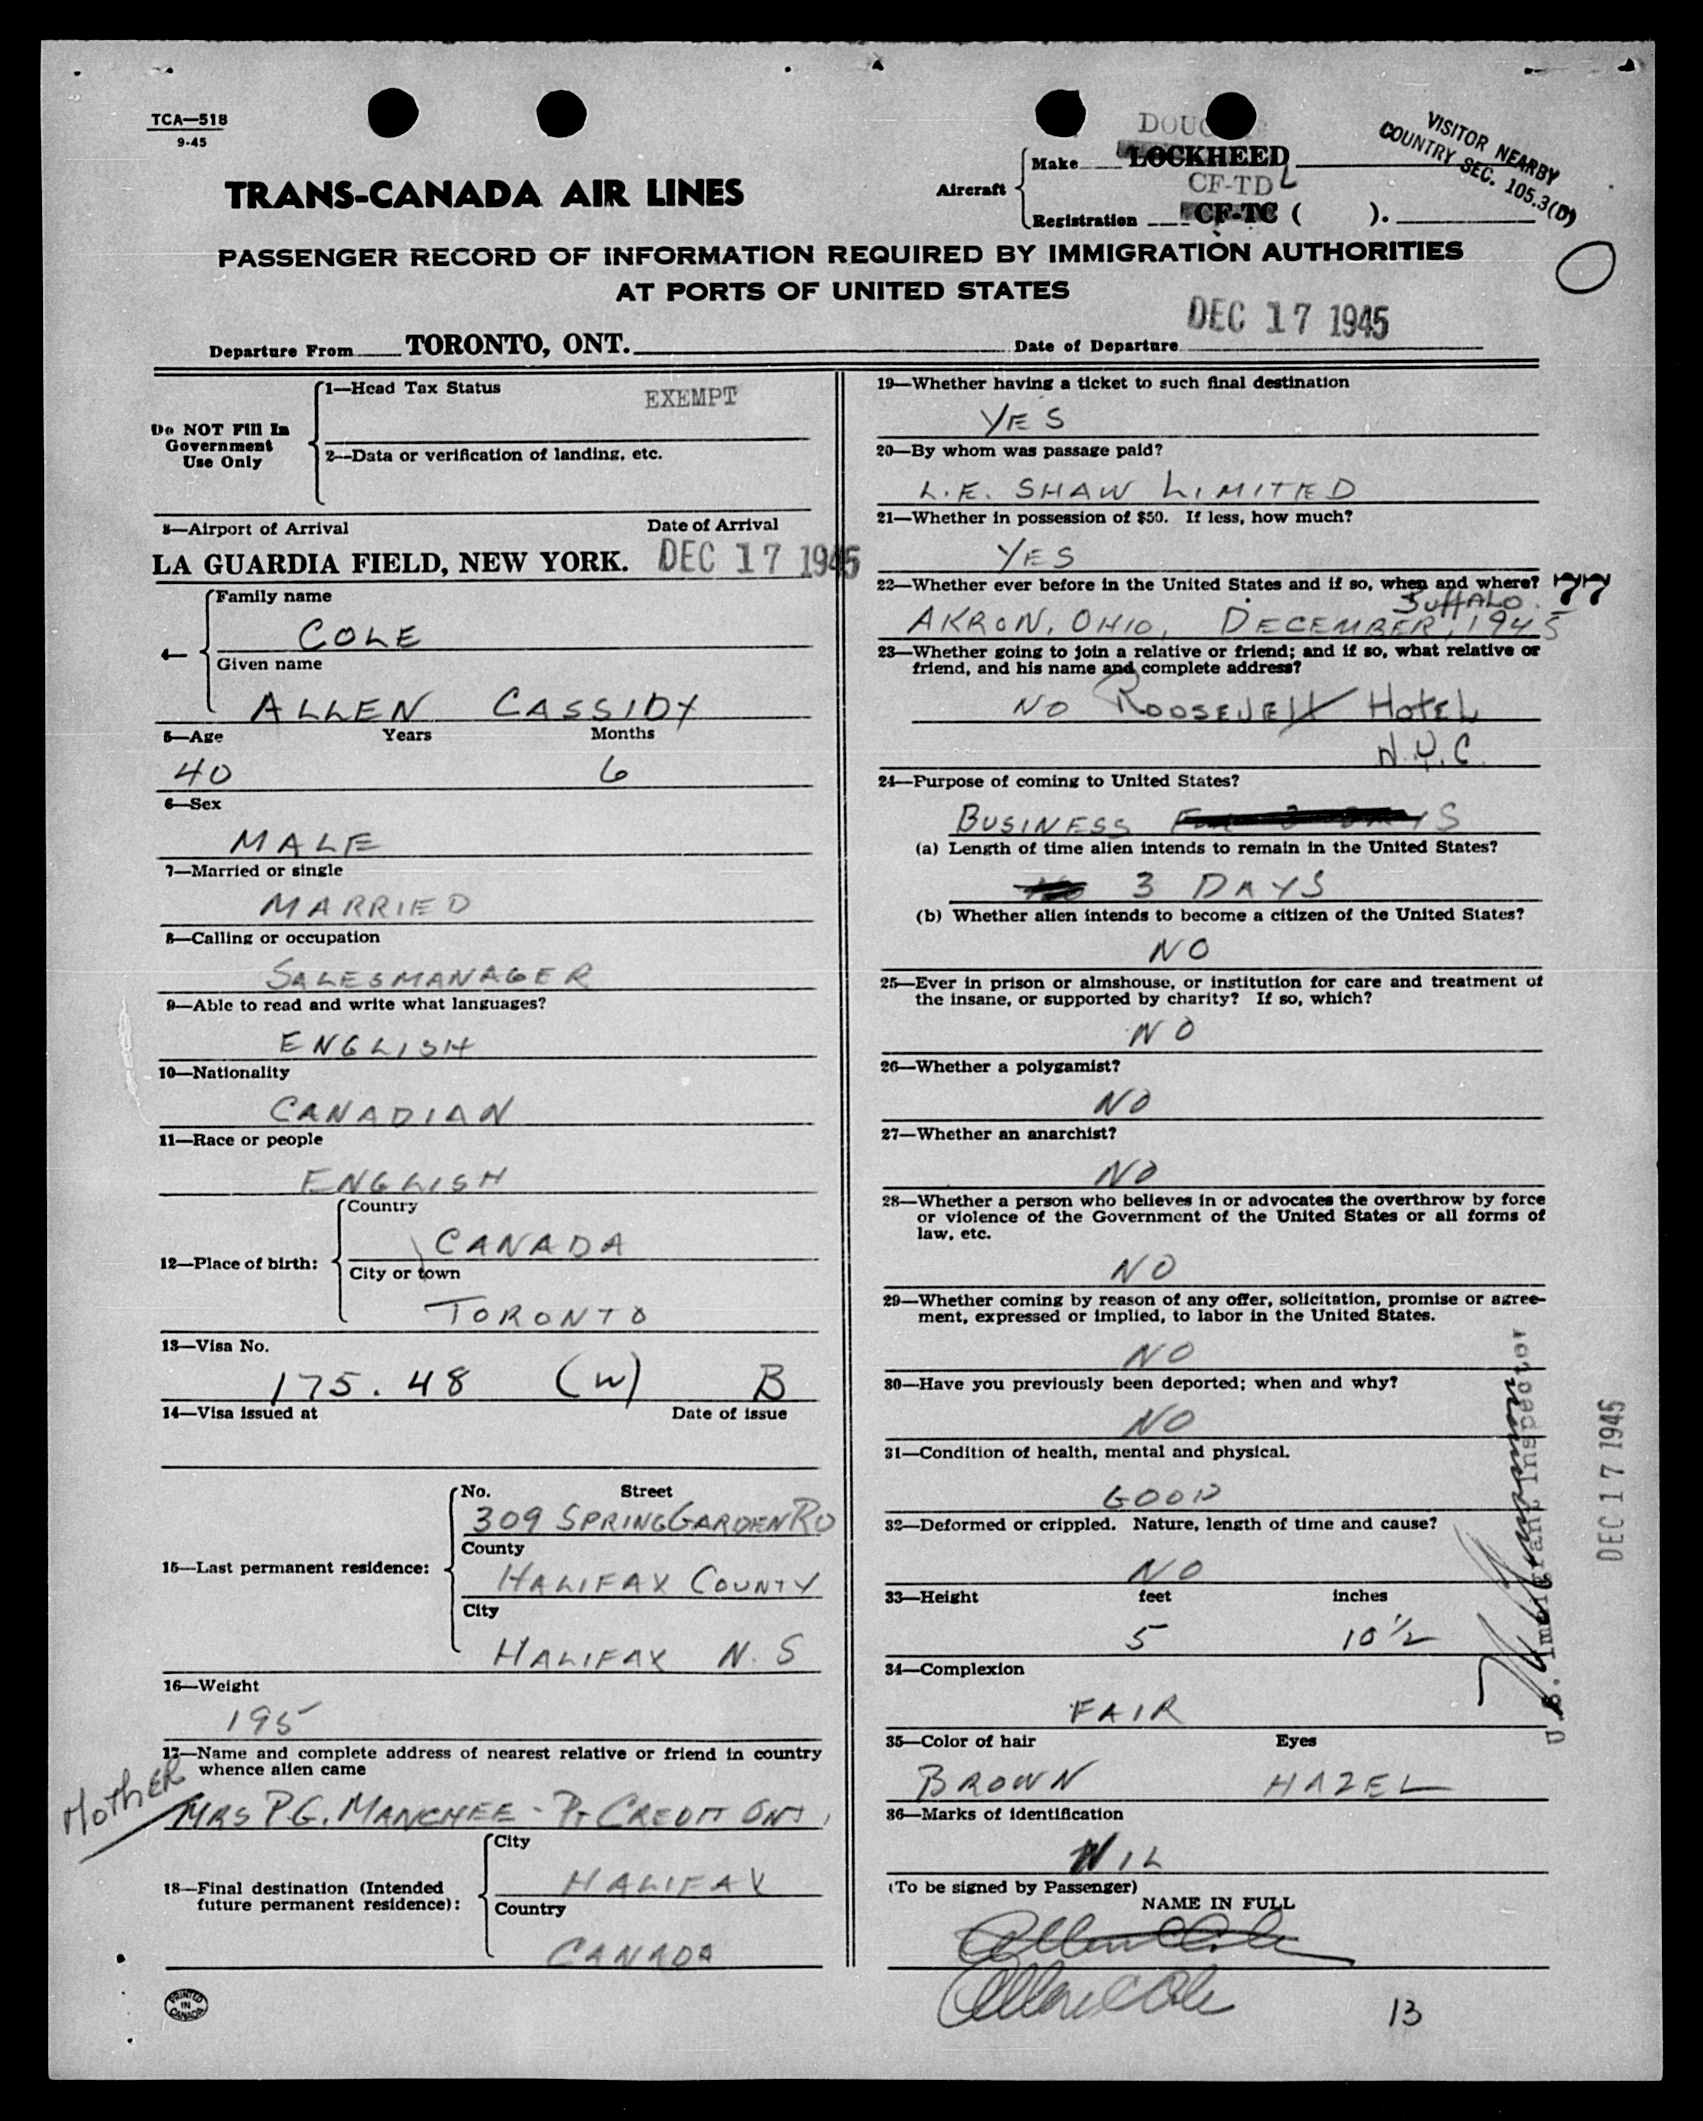 TCA—518
9-45
DOUG
Aircraft
Make LOCKHEED
CF-TDL
Registration CF-TC ( ).
VISITOR NEARBY
COUNTRY SEC. 105.3(D)
TRANS-CANADA AIR LINES
PASSENGER RECORD OF INFORMATION REQUIRED BY IMMIGRATION AUTHORITIES
AT PORTS OF UNITED STATES
DEC 17 1945
Departure From TORONTO, ONT. Date of Departure
Do NOT Fill In
Government
Use Only
1—Head Tax Status EXEMPT
2—Data or verification of landing, etc.
3—Airport of Arrival Date of Arrival
LA GUARDIA FIELD, NEW YORK. DEC 17 1945
4—
Family name
COLE
Given name
ALLEN CASSIDY
5—Age Years Months
40 6
6—Sex
MALE
7—Married or single
MARRIED
8—Calling or occupation
SALESMANAGER
9—Able to read and write what languages?
ENGLISH
10—Nationality
CANADIAN
11—Race or people
ENGLISH
12—Place of birth:
Country
CANADA
City or town
TORONTO
13—Visa No.
175.48 (W) B
14—Visa issued at Date of issue
15—Last permanent residence:
No. Street
309 SPRING GARDEN RD
County
HALIFAX COUNTY
City
HALIFAX N.S
16—Weight
195
17—Name and complete address of nearest relative or friend in country
whence alien came
MOTHER
MRS P.G. MANCHEE - PT CREDIT ONT,
18—Final destination (Intended
future permanent residence):
City
HALIFAX
Country
CANADA
PRINTED
IN
CANADA
19—Whether having a ticket to such final destination
YES
20—By whom was passage paid?
L.E. SHAW LIMITED
21—Whether in possession of $50. If less, how much?
YES
22—Whether ever before in the United States and if so, when and where? 77
BUFFALO
AKRON, OHIO, DECEMBER, 1945
23—Whether going to join a relative or friend; and if so, what relative or
friend, and his name and complete address?
NO ROOSEVELT HOTEL
N.Y.C.
24—Purpose of coming to United States?
BUSINESS
(a) Length of time alien intends to remain in the United States?
3 DAYS
(b) Whether alien intends to become a citizen of the United States?
NO
25—Ever in prison or almshouse, or institution for care and treatment of
the insane, or supported by charity? If so, which?
NO
26—Whether a polygamist?
NO
27—Whether an anarchist?
NO
28—Whether a person who believes in or advocates the overthrow by force
or violence of the Government of the United States or all forms of
law, etc.
NO
29—Whether coming by reason of any offer, solicitation, promise or agree-
ment, expressed or implied, to labor in the United States.
NO
30—Have you previously been deported; when and why?
NO
31—Condition of health, mental and physical.
GOOD
32—Deformed or crippled. Nature, length of time and cause?
NO
33—Height feet inches
5 10 1/2
34—Complexion
FAIR
35—Color of hair Eyes
BROWN HAZEL
36—Marks of identification
NIL
(To be signed by Passenger)
NAME IN FULL
Allen C Cole
Allen C Cole
13
U.S. Immigrant Inspector
DEC 17 1945